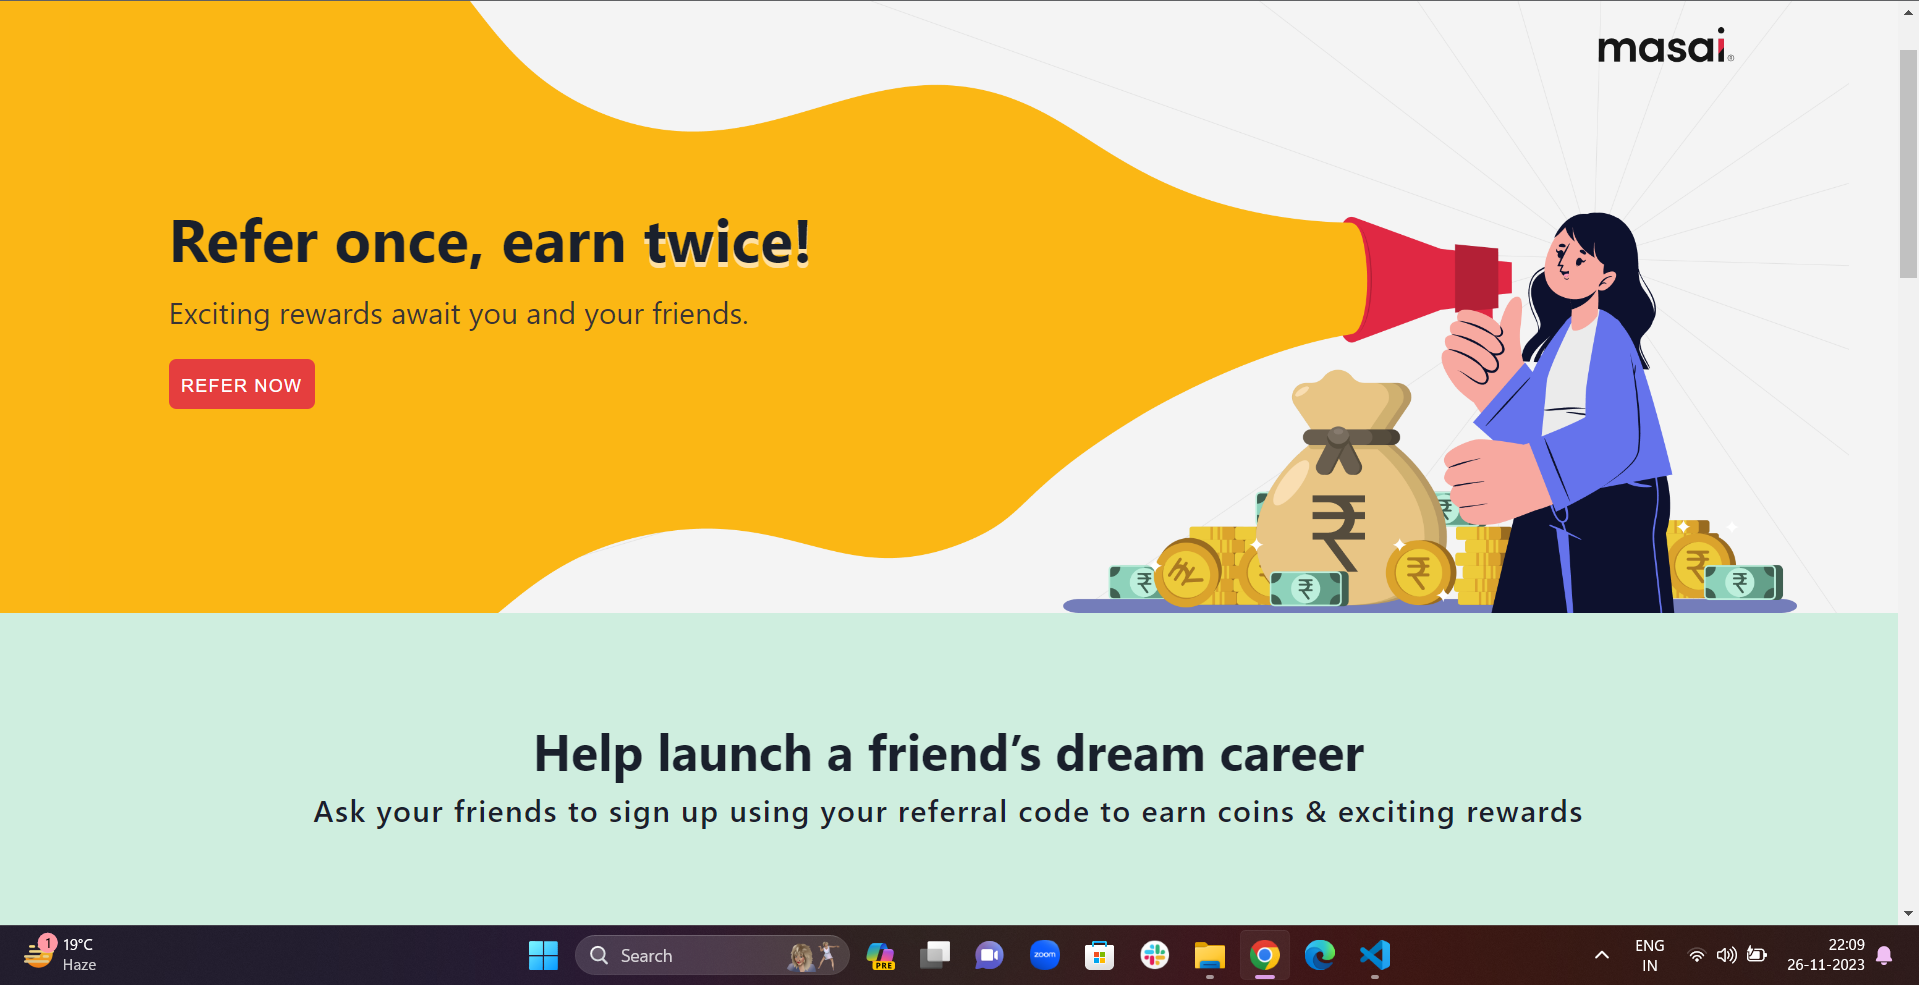 masai®
Refer once, earn twice!
Exciting rewards await you and your friends.
REFER NOW
₹
₹
₹
₹
₹
₹
₹
₹
Help launch a friend’s dream career
Ask your friends to sign up using your referral code to earn coins & exciting rewards
1
19°C
Haze
Search
PRE
zoom
ENG
IN
22:09
26-11-2023